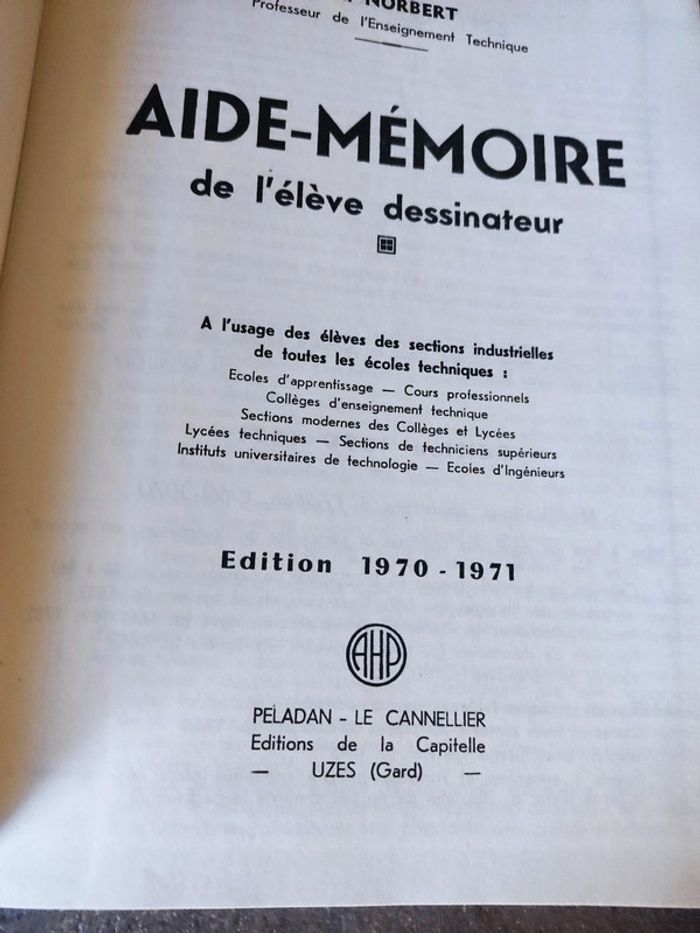 NORBERT
Professeur de l'Enseignement Technique
AIDE-MÉMOIRE
de l'élève dessinateur
A l'usage des élèves des sections industrielles
de toutes les écoles techniques :
Ecoles d'apprentissage — Cours professionnels
Collèges d'enseignement technique
Sections modernes des Collèges et Lycées
Lycées techniques — Sections de techniciens supérieurs
Instituts universitaires de technologie — Ecoles d'Ingénieurs
Edition 1970 - 1971
AHP
PELADAN - LE CANNELLIER
Editions de la Capitelle
— UZES (Gard) —